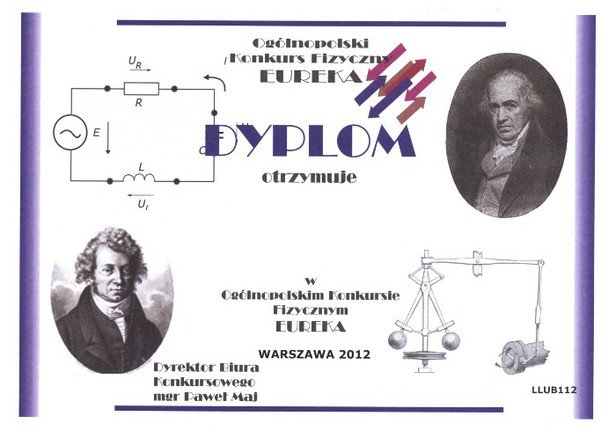 Ogólnopolski
Konkurs Fizyczny
EUREKA
U_R
R
E
C
L
DYPLOM
otrzymuje
w
Ogólnopolskim Konkursie
Fizycznym
EUREKA
WARSZAWA 2012
Dyrektor Biura
Konkursowego
mgr Paweł Maj
LLUB112